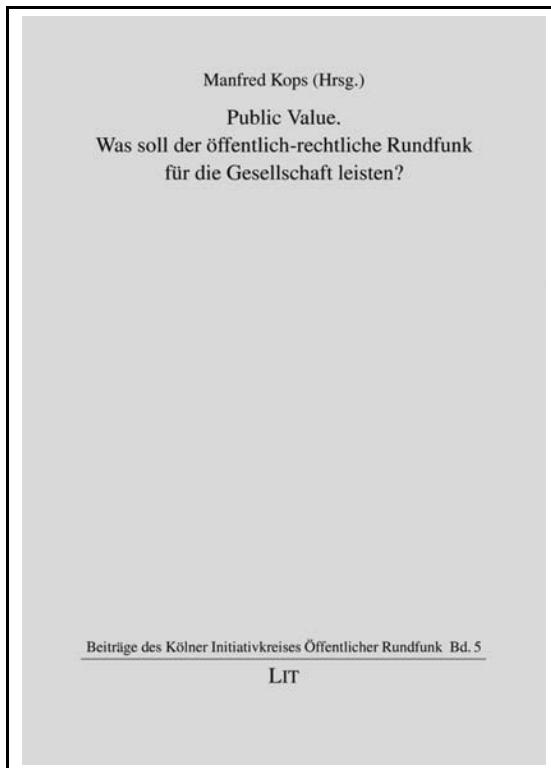 Manfred Kops (Hrsg.)
Public Value.
Was soll der öffentlich-rechtliche Rundfunk
für die Gesellschaft leisten?
Beiträge des Kölner Initiativkreises Öffentlicher Rundfunk Bd. 5
LIT